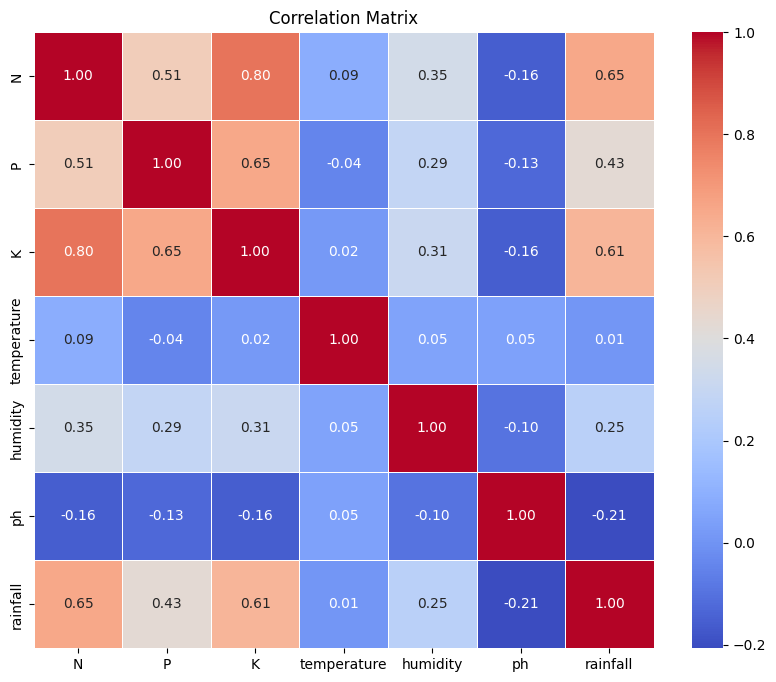 Correlation Matrix
N 1.00 0.51 0.80 0.09 0.35 -0.16 0.65
P 0.51 1.00 0.65 -0.04 0.29 -0.13 0.43
K 0.80 0.65 1.00 0.02 0.31 -0.16 0.61
temperature 0.09 -0.04 0.02 1.00 0.05 0.05 0.01
humidity 0.35 0.29 0.31 0.05 1.00 -0.10 0.25
ph -0.16 -0.13 -0.16 0.05 -0.10 1.00 -0.21
rainfall 0.65 0.43 0.61 0.01 0.25 -0.21 1.00
N P K temperature humidity ph rainfall
1.0
0.8
0.6
0.4
0.2
0.0
−0.2